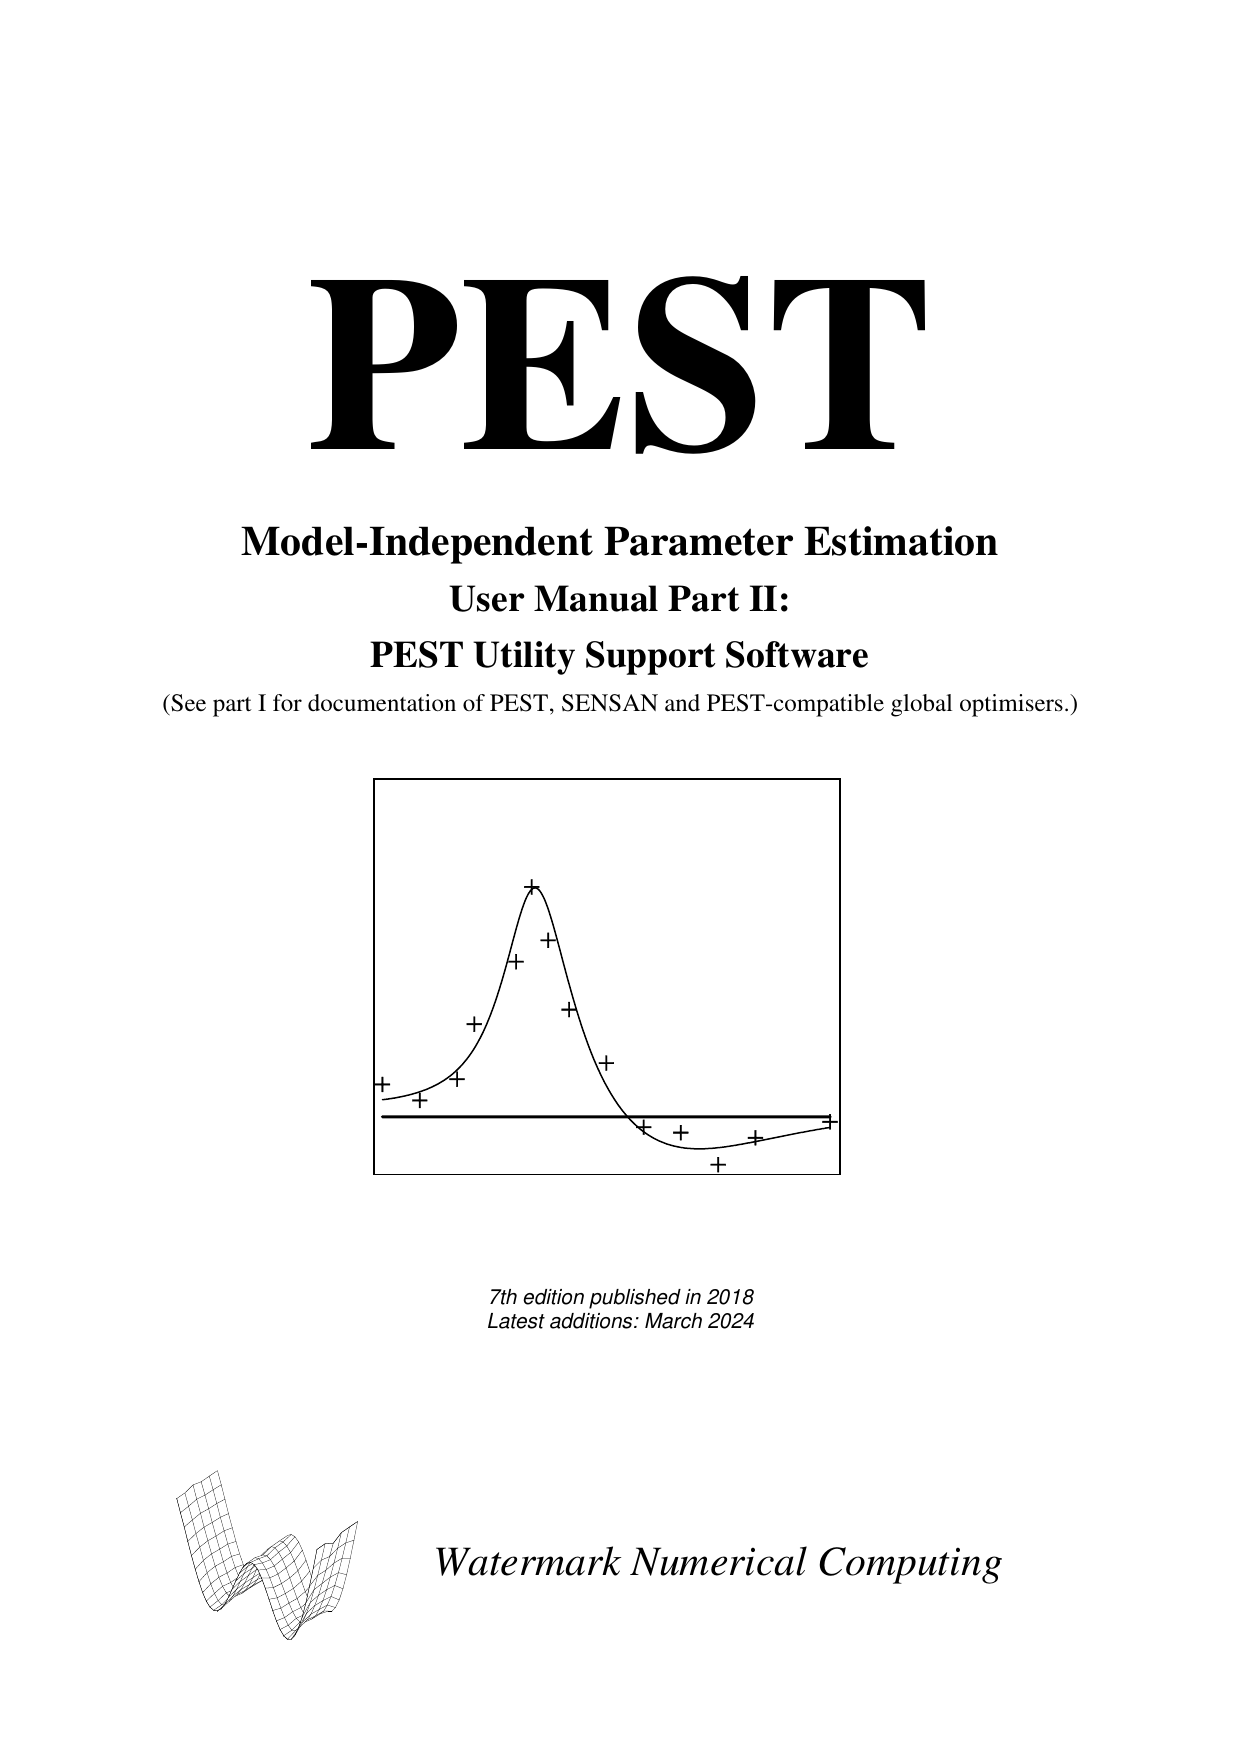 PEST
Model-Independent Parameter Estimation
User Manual Part II:
PEST Utility Support Software
(See part I for documentation of PEST, SENSAN and PEST-compatible global optimisers.)
7th edition published in 2018
Latest additions: March 2024
Watermark Numerical Computing